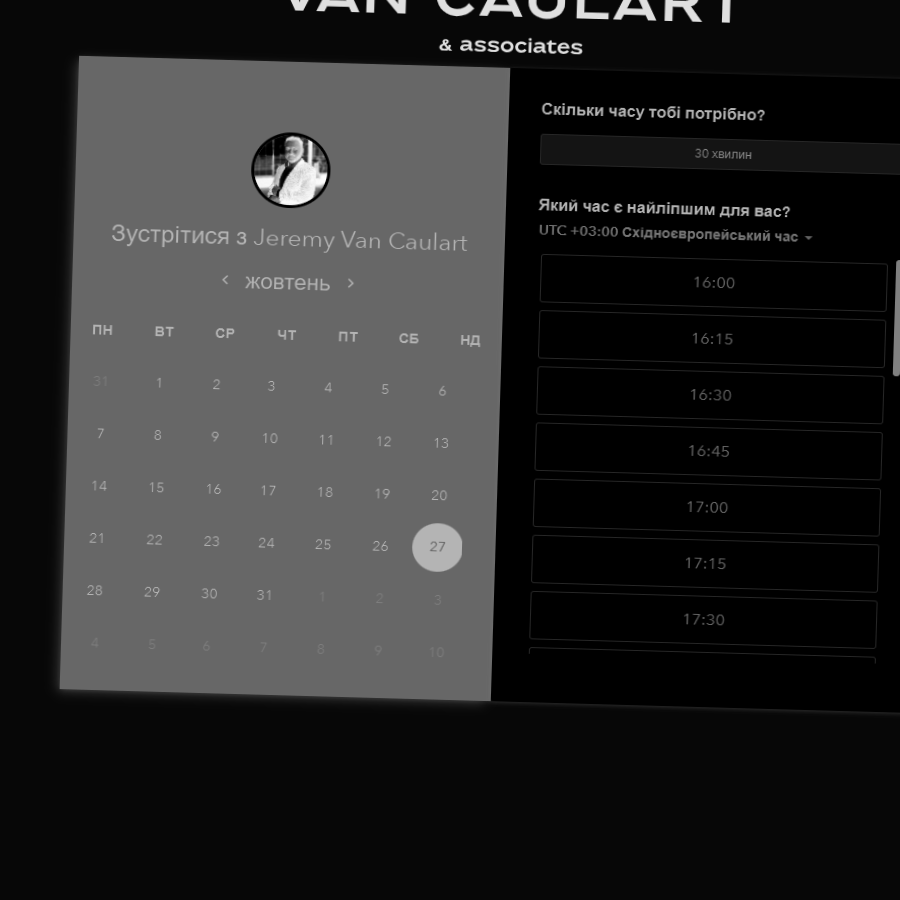 VAN CAULART
& associates
Зустрітися з Jeremy Van Caulart
жовтень
ПН ВТ СР ЧТ ПТ СБ НД
31 1 2 3 4 5 6
7 8 9 10 11 12 13
14 15 16 17 18 19 20
21 22 23 24 25 26 27
28 29 30 31 1 2 3
4 5 6 7 8 9 10
Скільки часу тобі потрібно?
30 хвилин
Який час є найліпшим для вас?
UTC +03:00 Східноєвропейський час
16:00
16:15
16:30
16:45
17:00
17:15
17:30